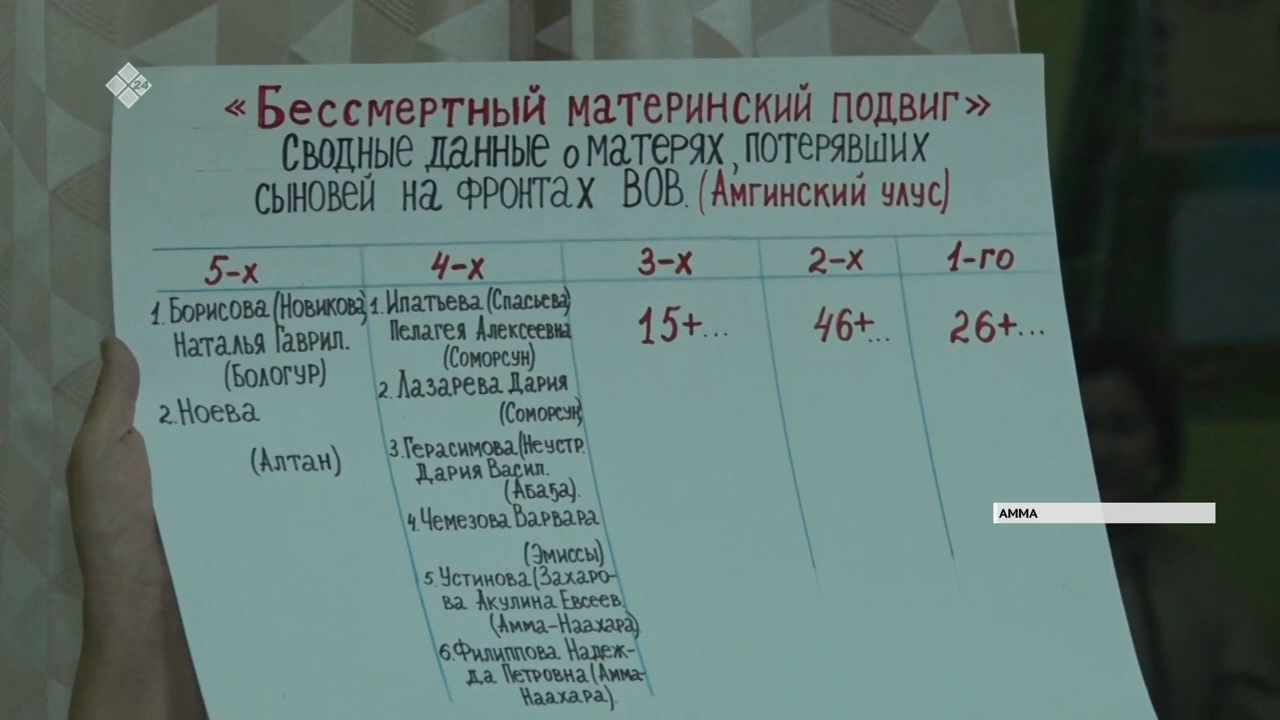 24
«Бессмертный материнский подвиг»
Сводные данные о матерях, потерявших
сыновей на фронтах ВОВ. (Амгинский улус)
5-х 4-х 3-х 2-х 1-го
1. Борисова (Новикова)
Наталья Гаврил.
(Бологур)
2. Ноева
(Алтан)
1. Ипатьева (Спасьева)
Пелагея Алексеевна
(Соморсун)
2. Лазарева Дария
(Соморсун)
3. Герасимова (Неустр.
Дария Васил.
(Абаҕа).
4. Чемезова Варвара
(Эмиссы)
5. Устинова (Захаро-
ва Акулина Евсеев.
(Амма-Наахара)
6. Филиппова Надеж-
да Петровна (Амма-
Наахара).
15+...
46+...
26+...
АММА